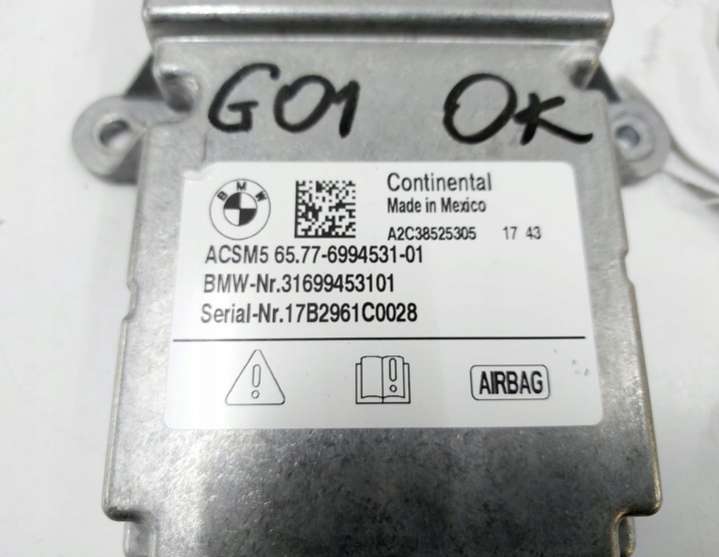 G01 OK
BMW
Continental
Made in Mexico
A2C38525305 17 43
ACSM5 65.77-6994531-01
BMW-Nr.31699453101
Serial-Nr.17B2961C0028
AIRBAG